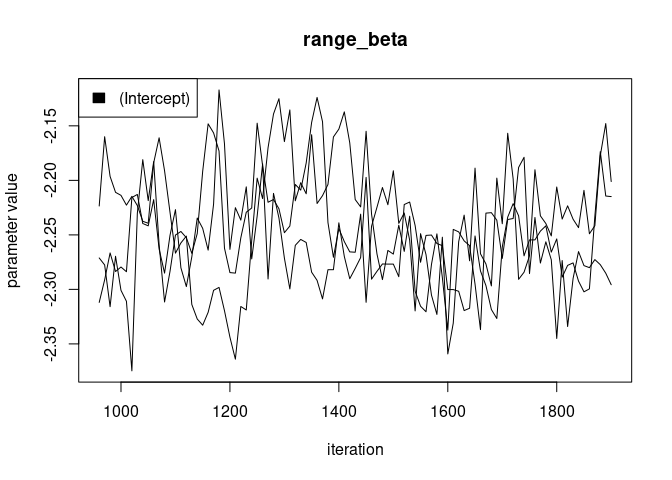 range_beta
(Intercept)
parameter value
-2.15
-2.20
-2.25
-2.30
-2.35
1000 1200 1400 1600 1800
iteration